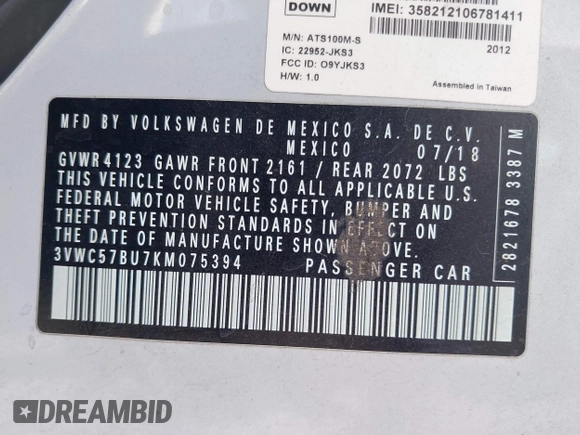 DOWN
IMEI: 358212106781411
M/N: ATS100M-S
2012
IC: 22952-JKS3
FCC ID: O9YJKS3
H/W: 1.0
Assembled in Taiwan
MFD BY VOLKSWAGEN DE MEXICO S.A. DE C.V.
MEXICO 07/18
GVWR 4123 GAWR FRONT 2161 / REAR 2072 LBS
THIS VEHICLE CONFORMS TO ALL APPLICABLE U.S.
FEDERAL MOTOR VEHICLE SAFETY, BUMPER AND
THEFT PREVENTION STANDARDS IN EFFECT ON
THE DATE OF MANUFACTURE SHOWN ABOVE.
3VWC57BU7KM075394 PASSENGER CAR
2821678 3387 M
DREAMBID